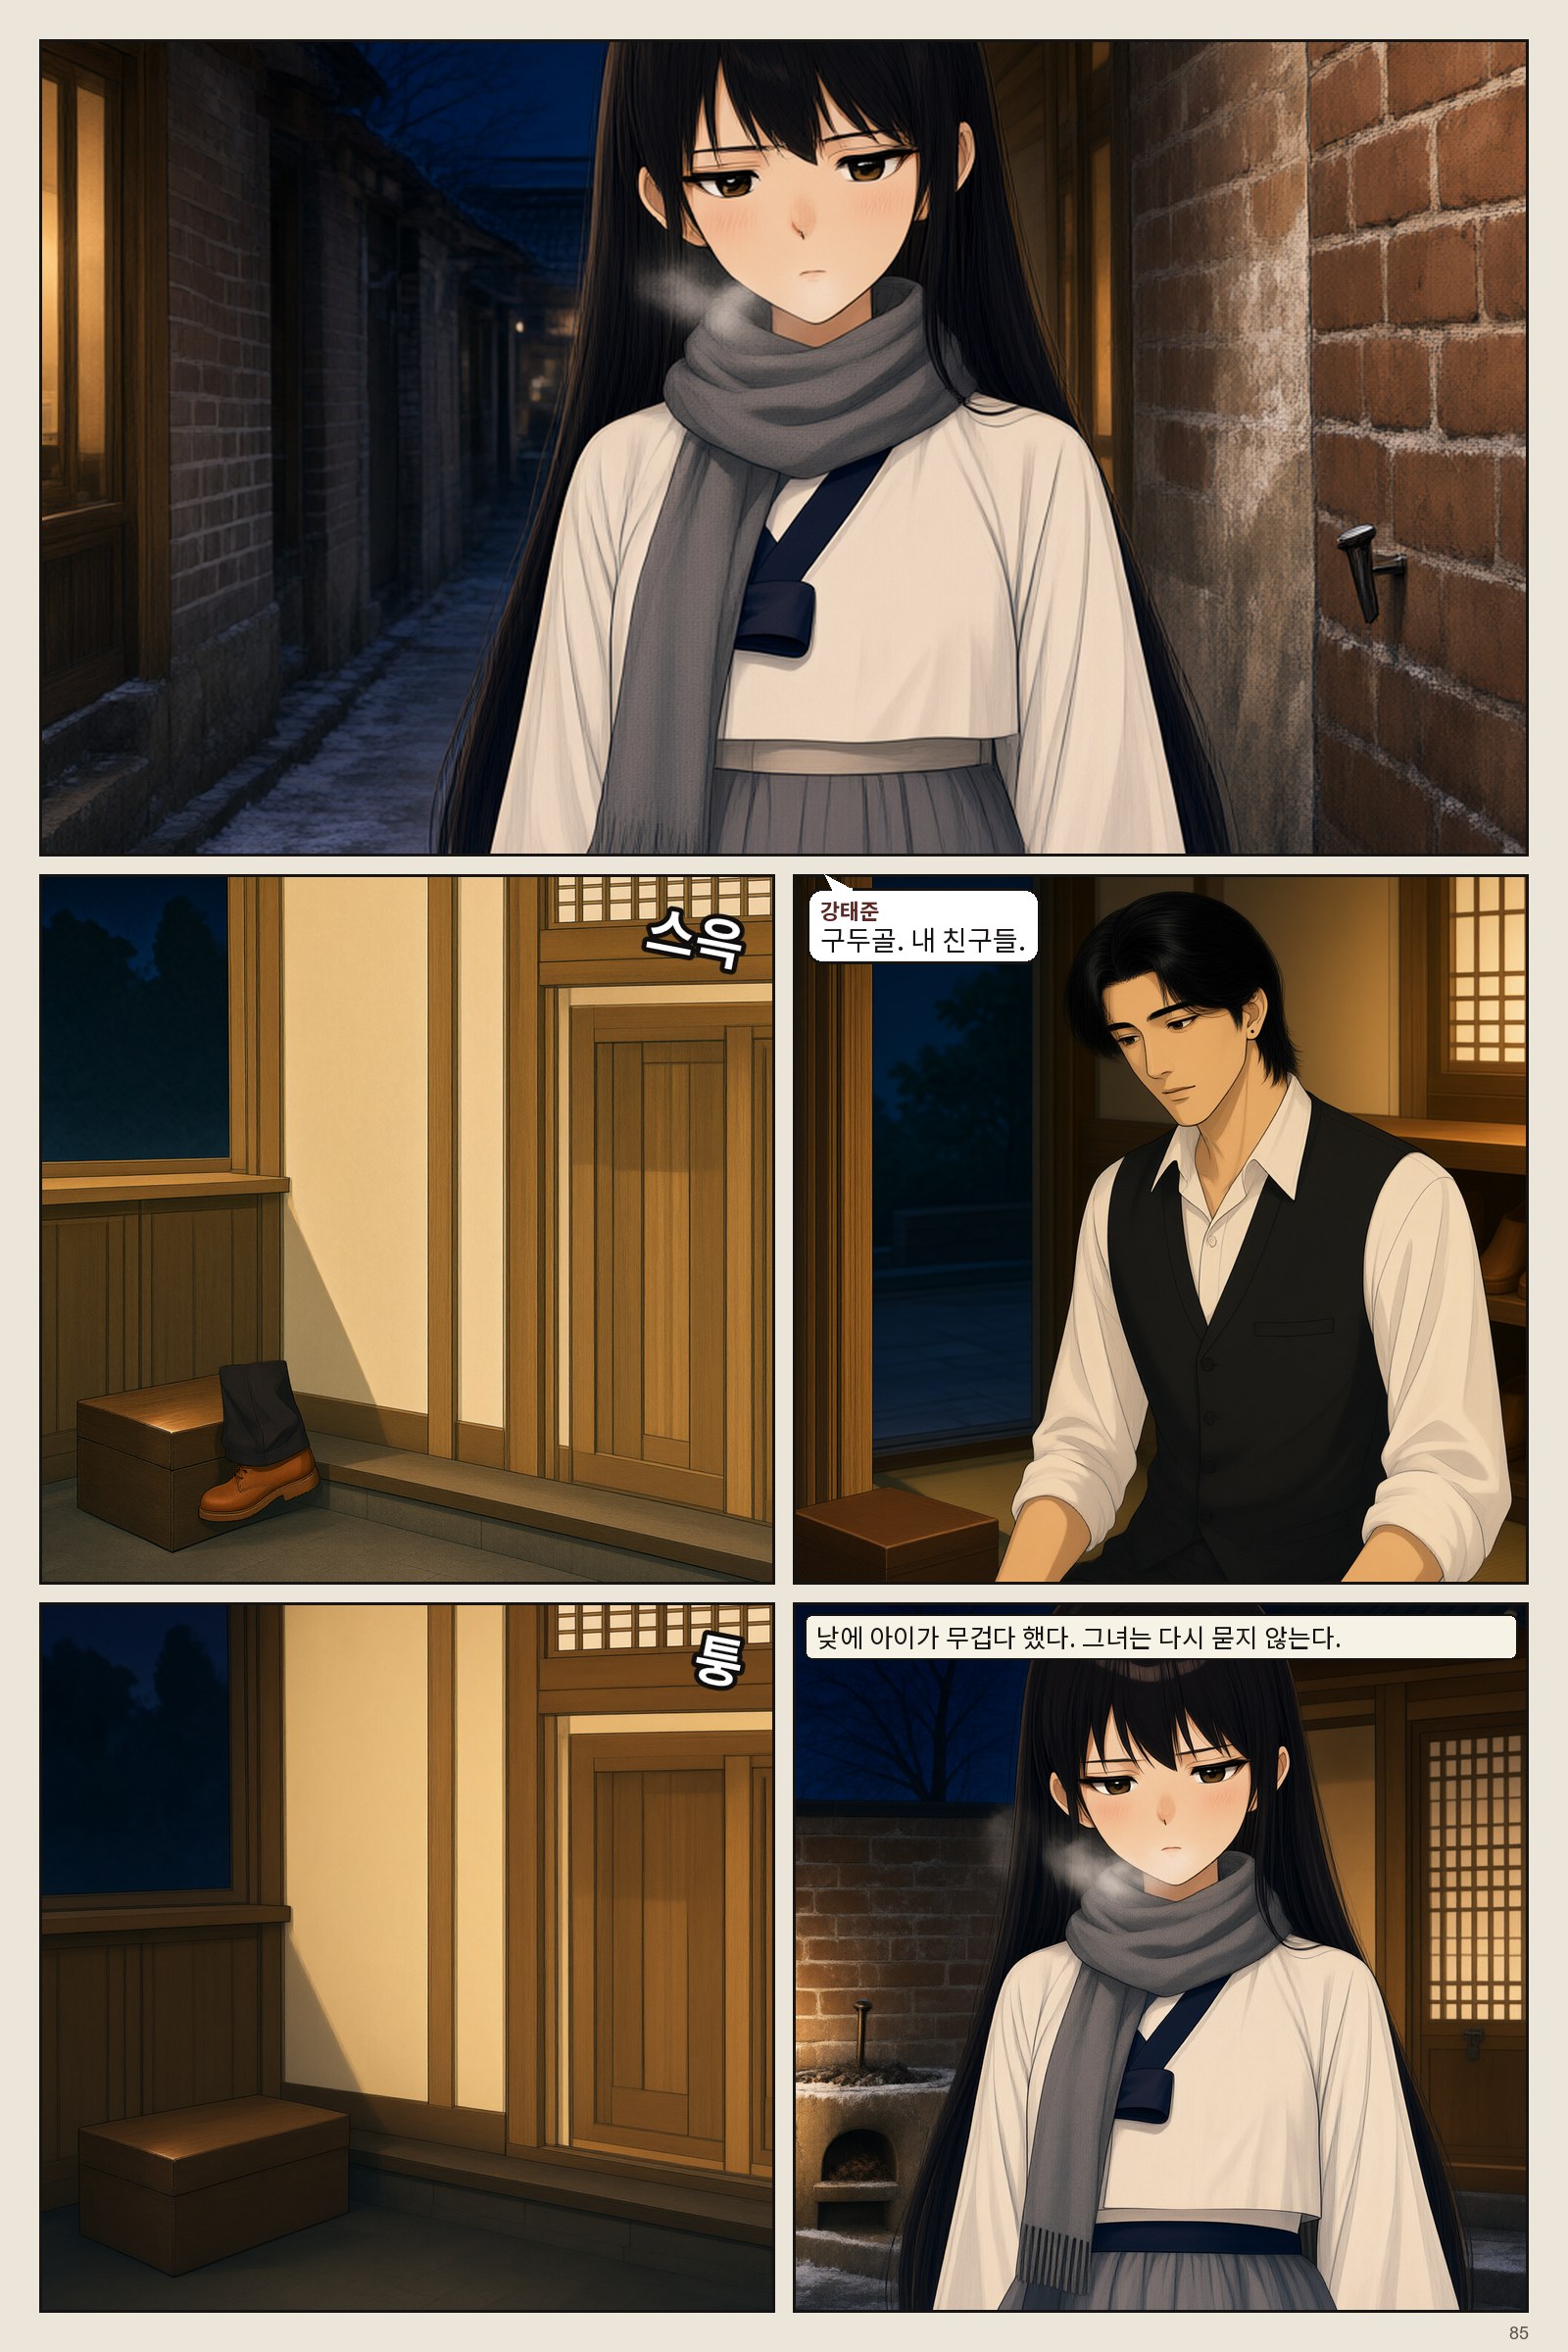 스윽
강태준
구두골. 내 친구들.
퉁
낮에 아이가 무겁다 했다. 그녀는 다시 묻지 않는다.
85